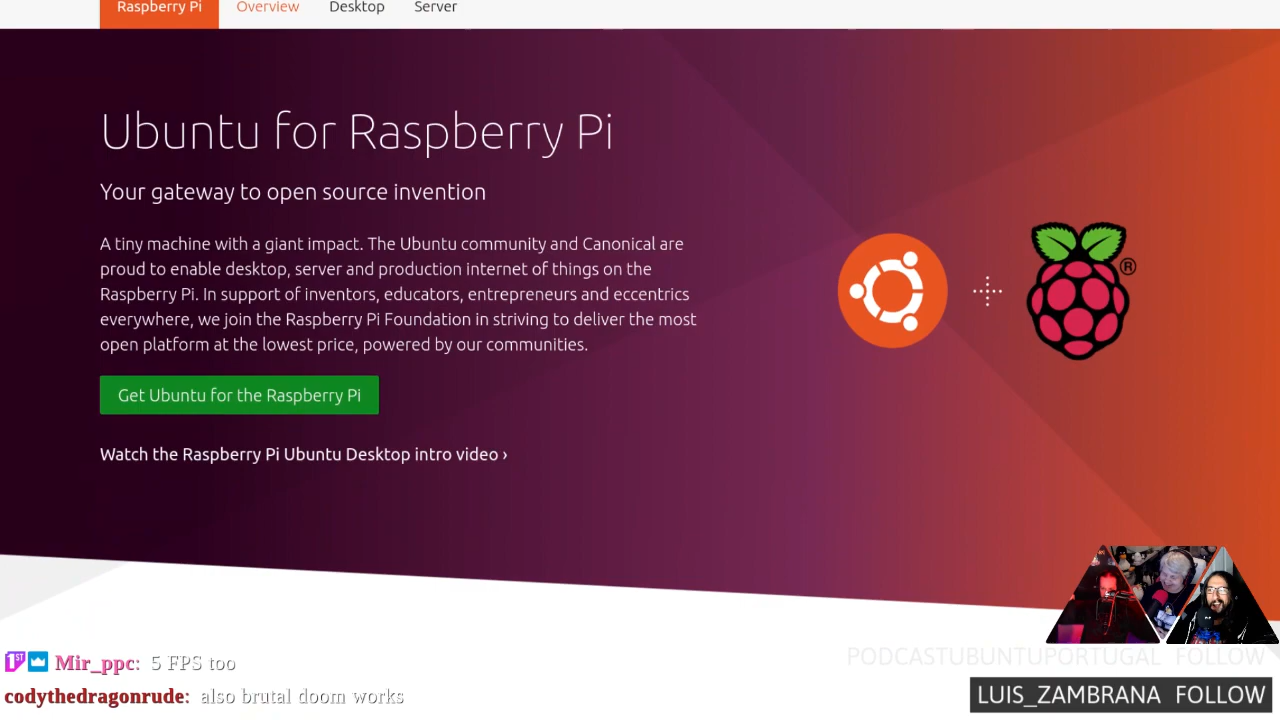 Raspberry Pi Overview Desktop Server
Ubuntu for Raspberry Pi
Your gateway to open source invention
A tiny machine with a giant impact. The Ubuntu community and Canonical are
proud to enable desktop, server and production internet of things on the
Raspberry Pi. In support of inventors, educators, entrepreneurs and eccentrics
everywhere, we join the Raspberry Pi Foundation in striving to deliver the most
open platform at the lowest price, powered by our communities.
Get Ubuntu for the Raspberry Pi
Watch the Raspberry Pi Ubuntu Desktop intro video ›
®
1ST Mir_ppc: 5 FPS too
codythedragonrude: also brutal doom works
PODCASTUBUNTUPORTUGAL FOLLOW
LUIS_ZAMBRANA FOLLOW